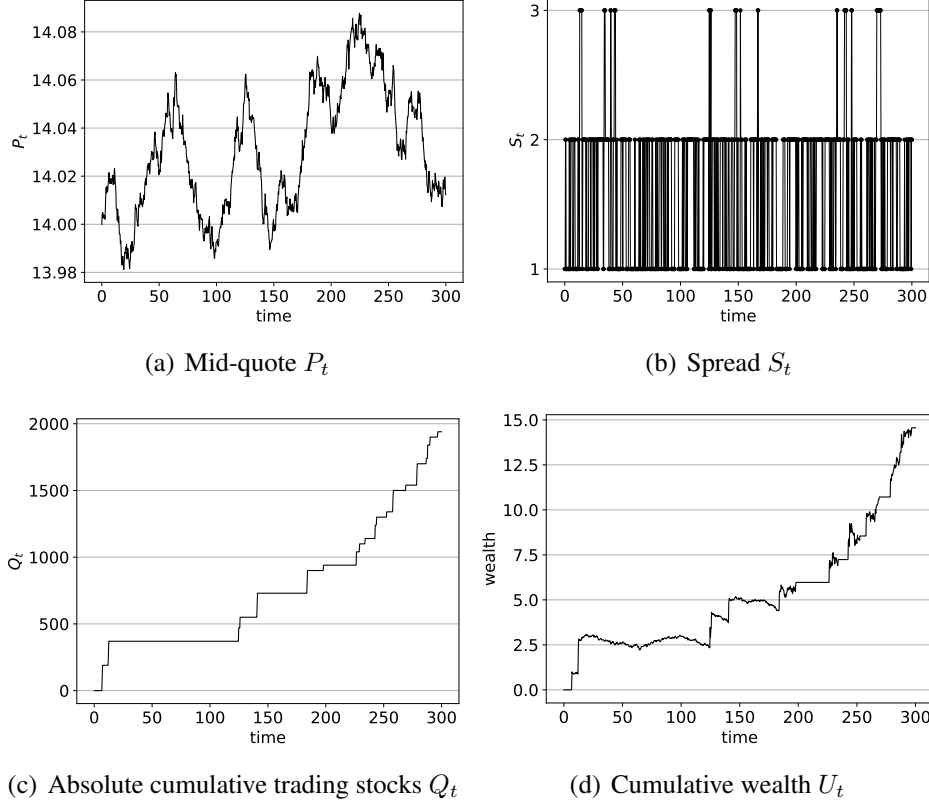 14.08
14.06
14.04
14.02
14.00
13.98
P_t
0 50 100 150 200 250 300
time
(a) Mid-quote P_t
3
2
1
S_t
0 50 100 150 200 250 300
time
(b) Spread S_t
2000
1500
1000
500
0
Q_t
0 50 100 150 200 250 300
time
(c) Absolute cumulative trading stocks Q_t
15.0
12.5
10.0
7.5
5.0
2.5
0.0
wealth
0 50 100 150 200 250 300
time
(d) Cumulative wealth U_t